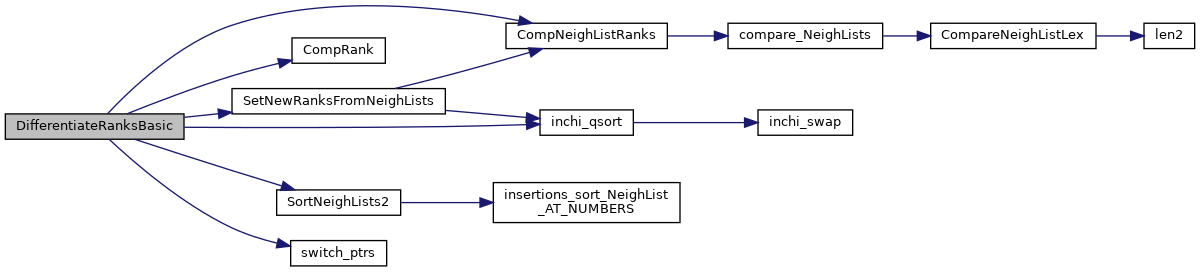 DifferentiateRanksBasic
CompNeighListRanks
compare_NeighLists
CompareNeighListLex
len2
CompRank
SetNewRanksFromNeighLists
inchi_qsort
inchi_swap
SortNeighLists2
insertions_sort_NeighList
_AT_NUMBERS
switch_ptrs